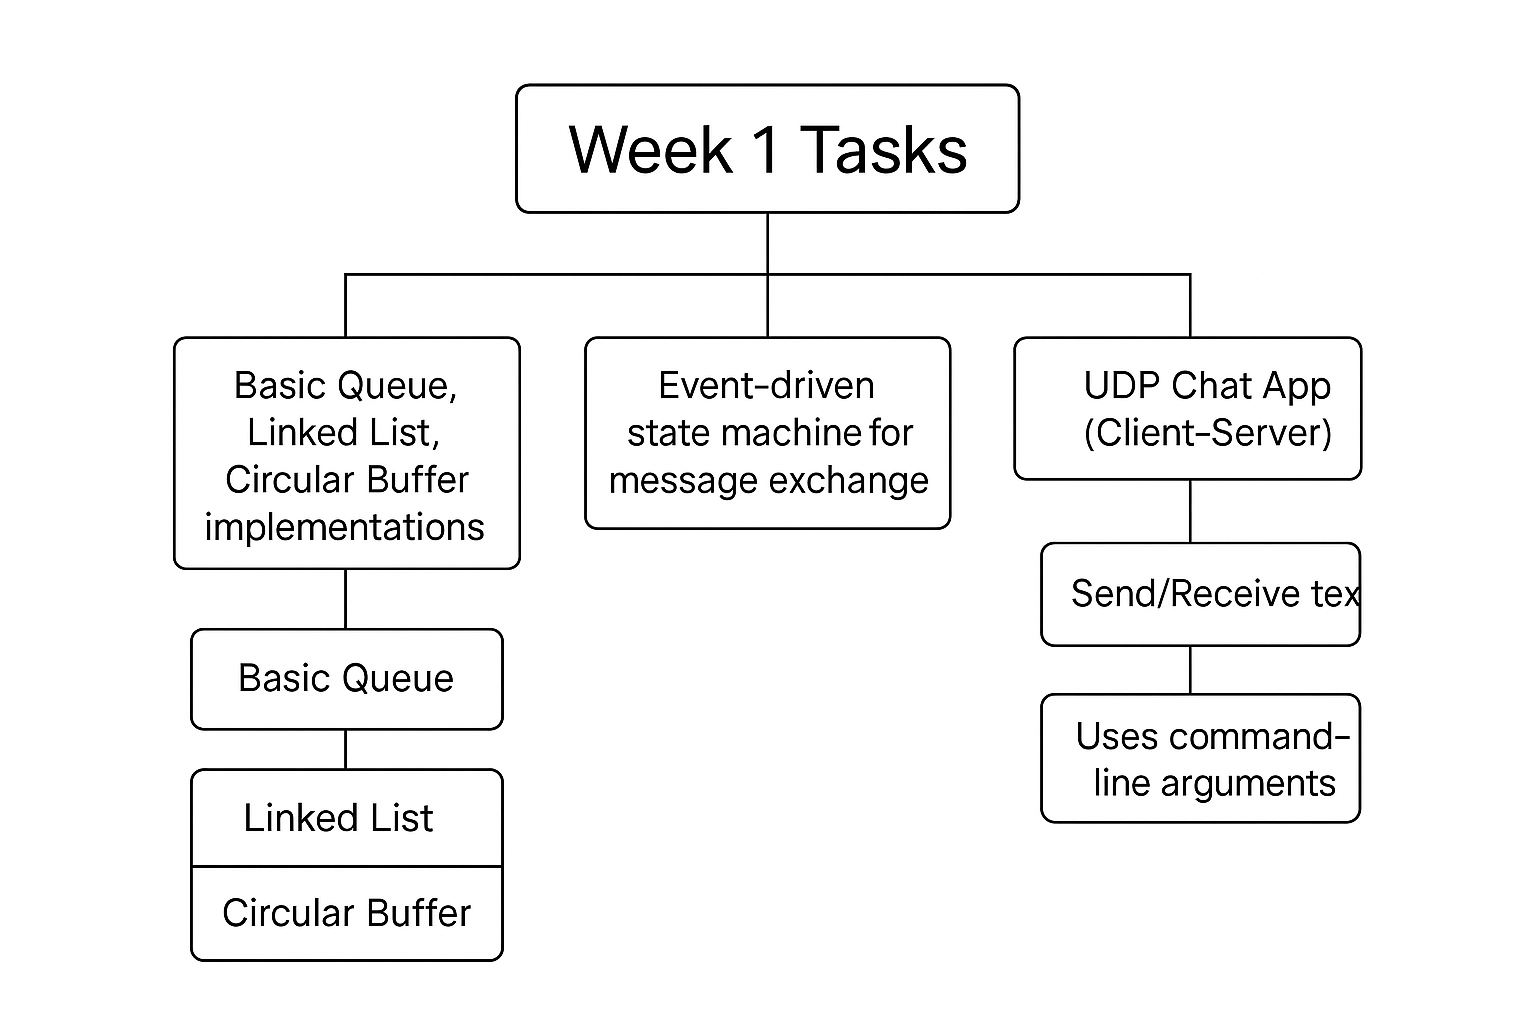 Week 1 Tasks
Basic Queue,
Linked List,
Circular Buffer
implementations
Basic Queue
Linked List
Circular Buffer
Event-driven
state machine for
message exchange
UDP Chat App
(Client-Server)
Send/Receive tex
Uses command-
line arguments